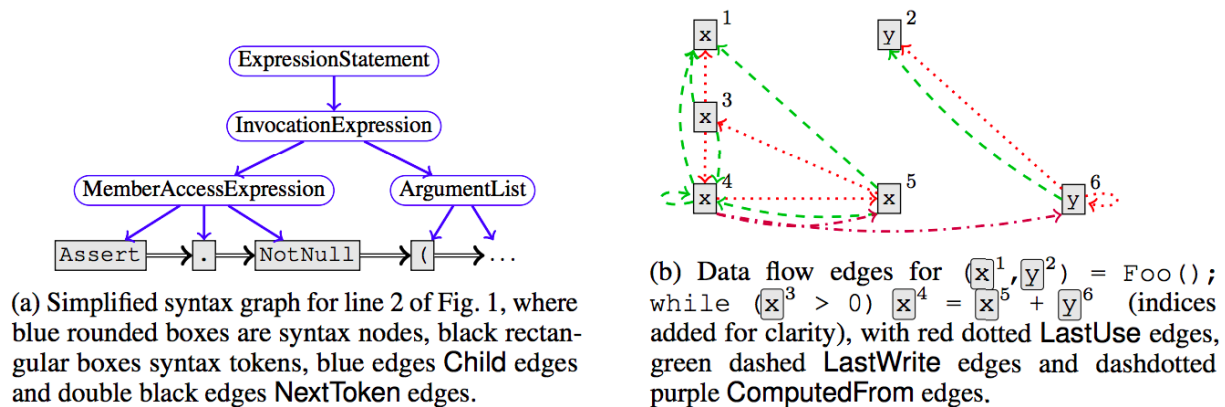 ExpressionStatement
InvocationExpression
MemberAccessExpression ArgumentList
Assert . NotNull ( ...
(a) Simplified syntax graph for line 2 of Fig. 1, where
blue rounded boxes are syntax nodes, black rectan-
gular boxes syntax tokens, blue edges Child edges
and double black edges NextToken edges.
x 1 y 2
x 3
x 4 x 5 y 6
(b) Data flow edges for (x1,y2) = Foo();
while (x3 > 0) x4 = x5 + y6 (indices
added for clarity), with red dotted LastUse edges,
green dashed LastWrite edges and dashdotted
purple ComputedFrom edges.